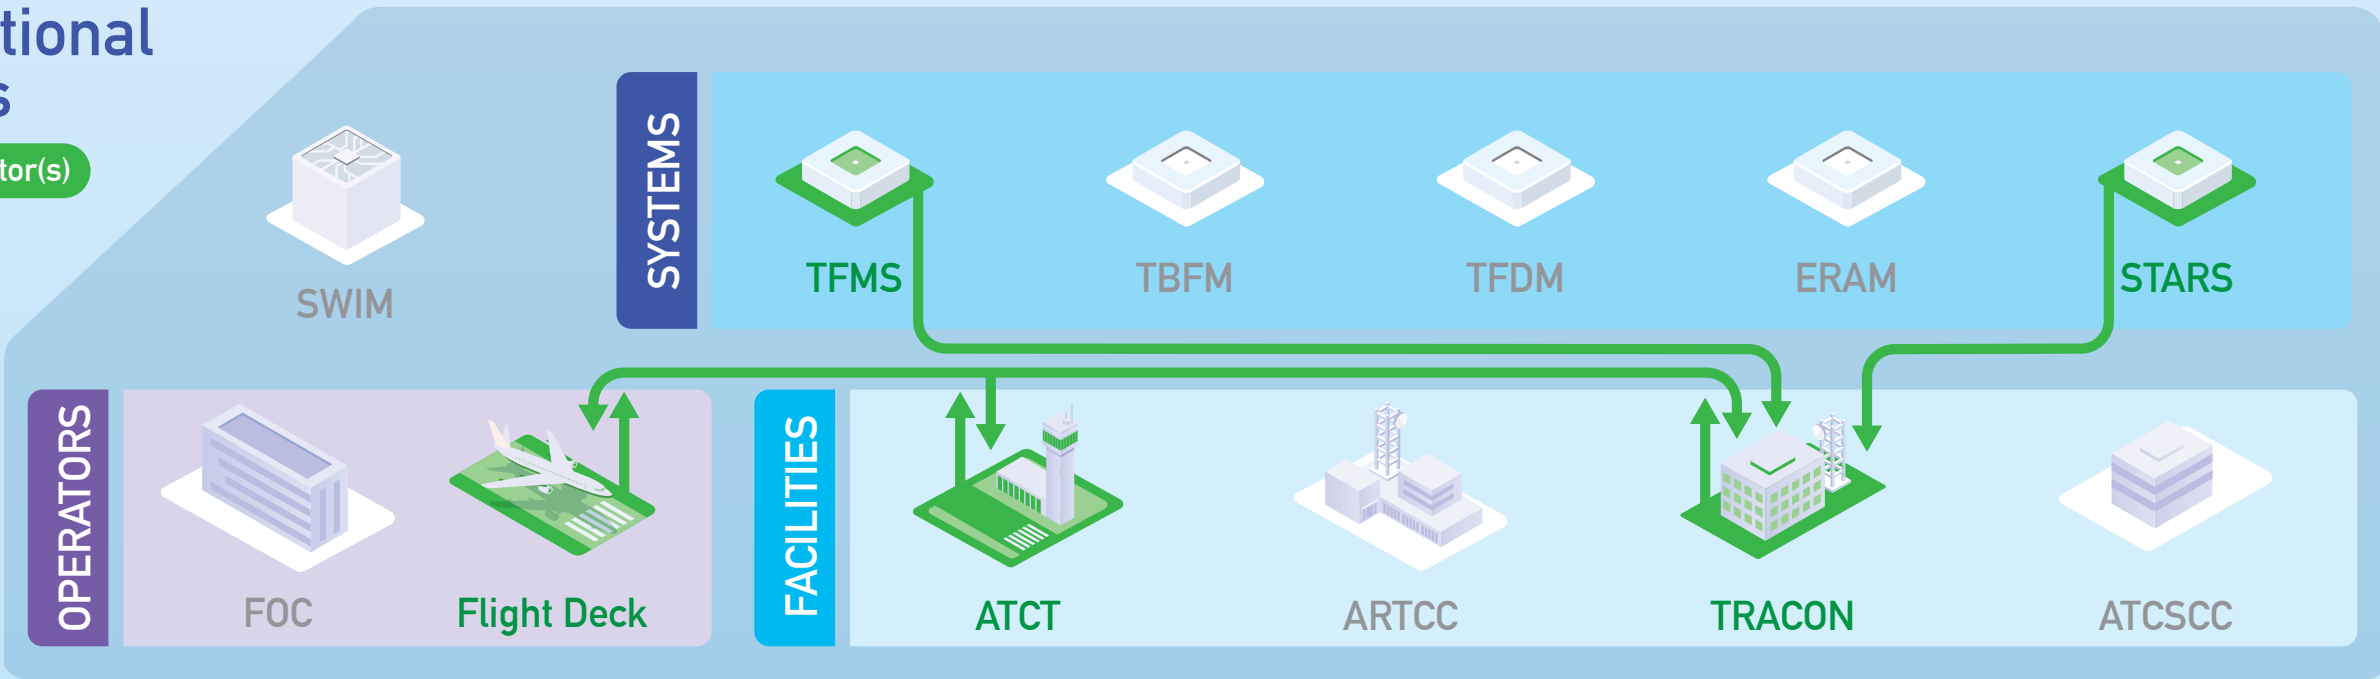 tional
s
tor(s)
SWIM
SYSTEMS
TFMS
TBFM
TFDM
ERAM
STARS
OPERATORS
FOC
Flight Deck
FACILITIES
ATCT
ARTCC
TRACON
ATCSCC